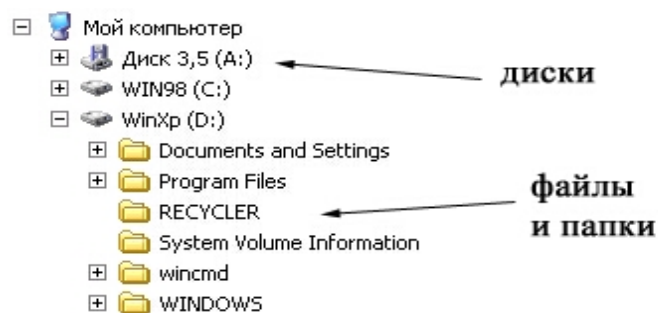 Мой компьютер
Диск 3,5 (A:)
диски
WIN98 (C:)
WinXp (D:)
Documents and Settings
Program Files
файлы
и папки
RECYCLER
System Volume Information
wincmd
WINDOWS